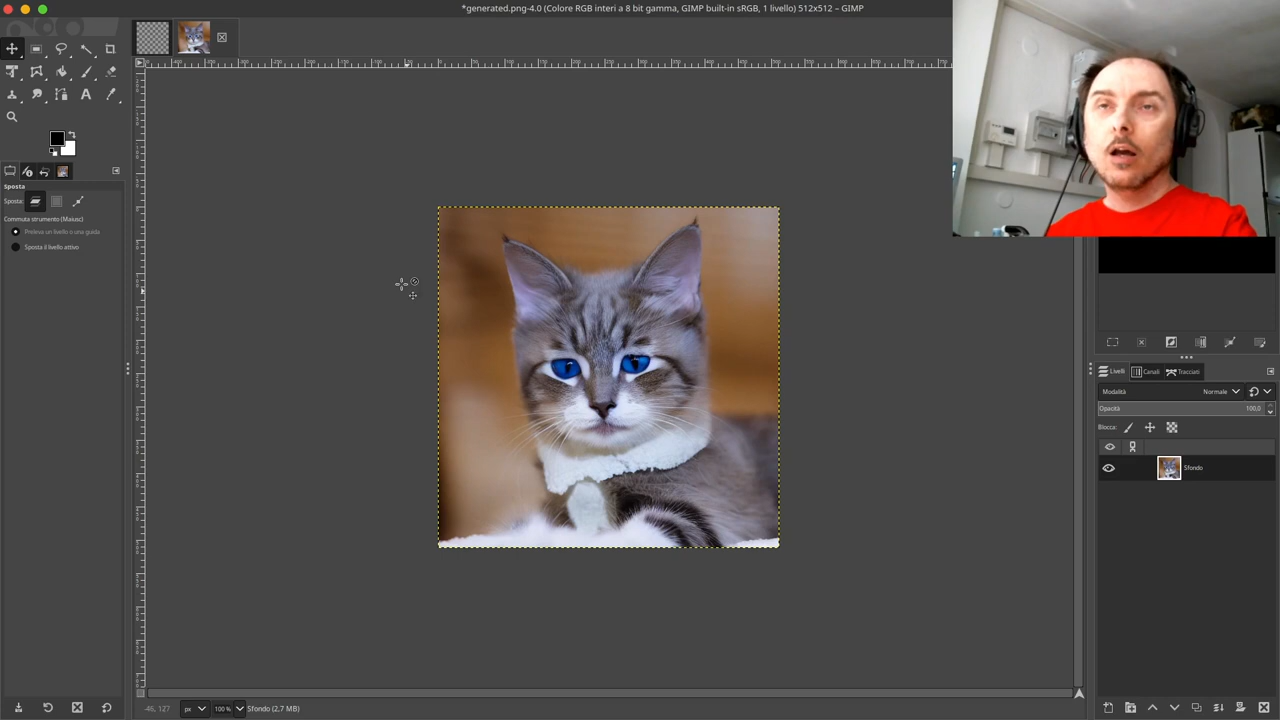 *generated.png-4.0 (Colore RGB interi a 8 bit gamma, GIMP built-in sRGB, 1 livello) 512x512 – GIMP
Sposta
Sposta:
Commuta strumento (Maiusc)
Preleva un livello o una guida
Sposta il livello attivo
Livelli
Canali
Tracciati
Modalità
Normale
Opacità
100,0
Blocca:
Sfondo
-46, 127
px
100 %
Sfondo (2,7 MB)